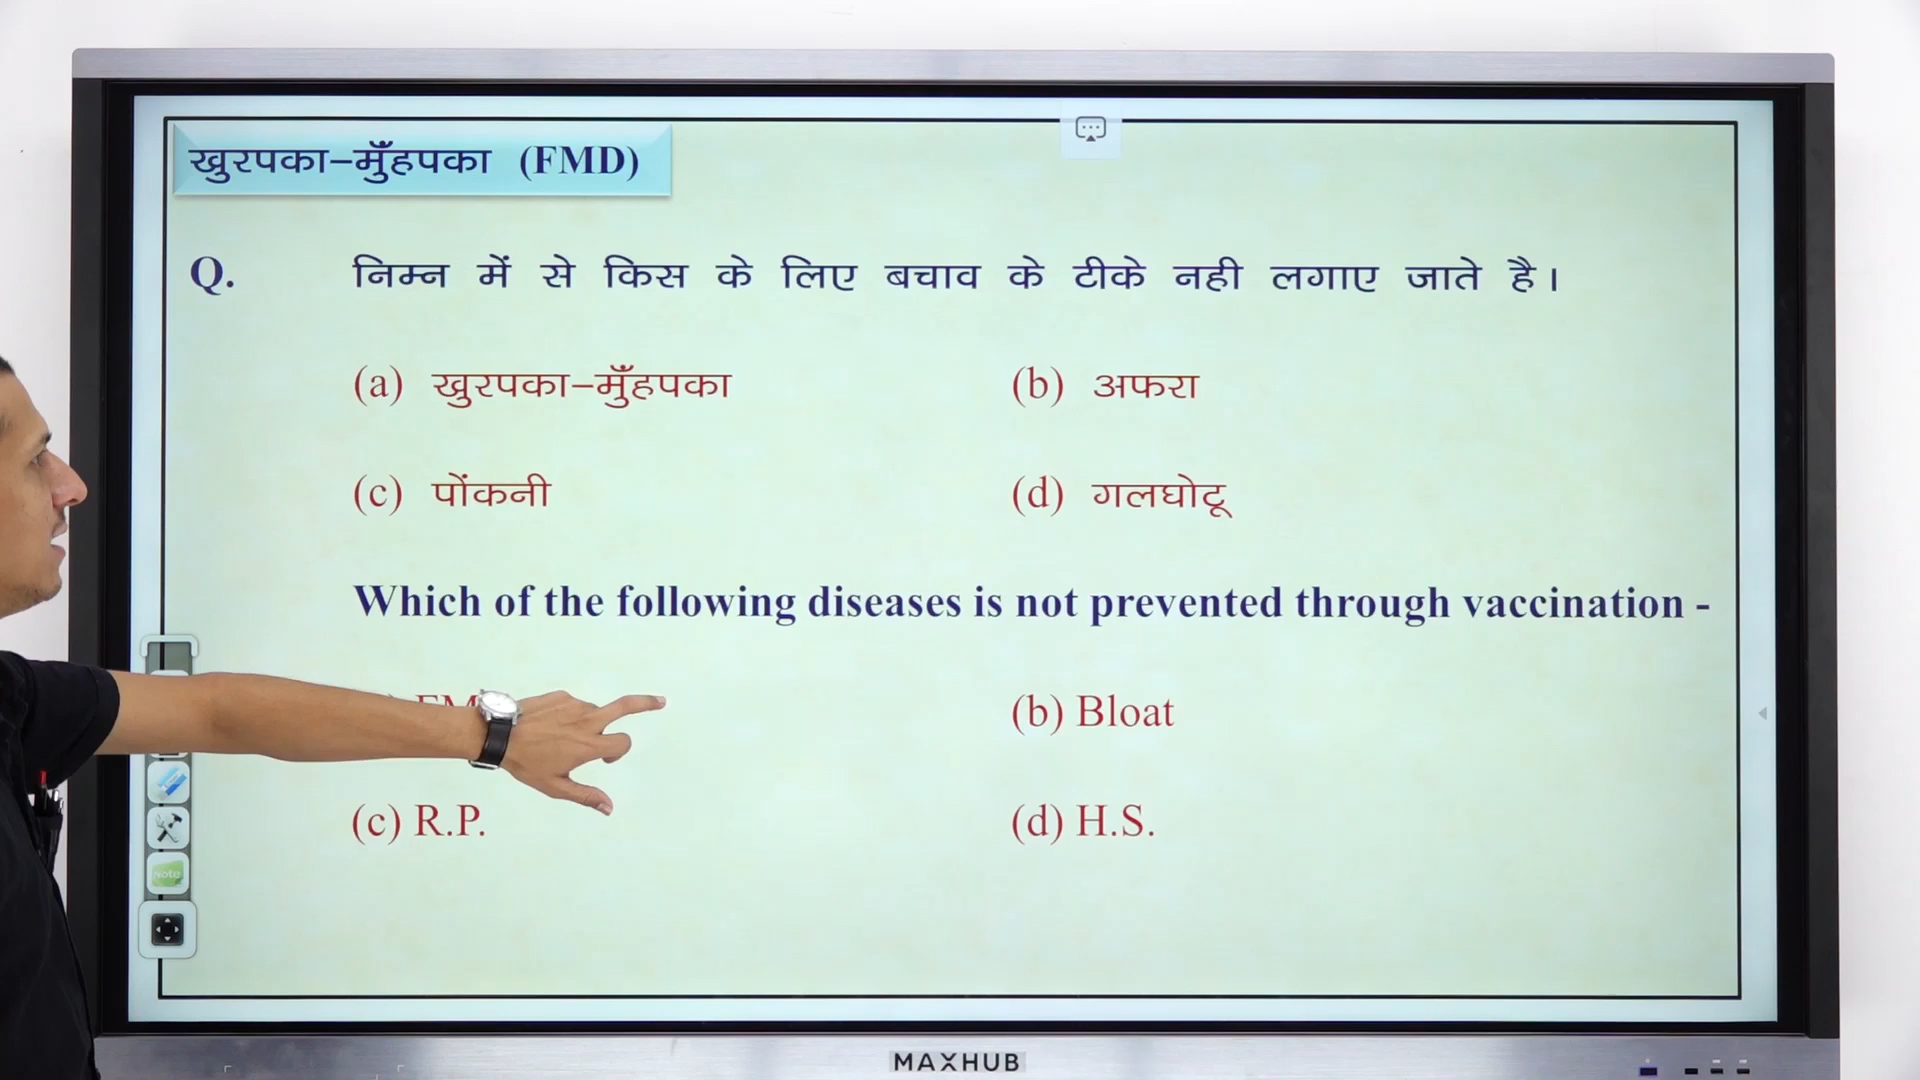 खुरपका–मुँहपका (FMD)
Q. निम्न में से किस के लिए बचाव के टीके नही लगाए जाते है।
(a) खुरपका–मुँहपका (b) अफरा
(c) पोंकनी (d) गलघोटू
Which of the following diseases is not prevented through vaccination -
(b) Bloat
(c) R.P. (d) H.S.
Note
MAXHUB